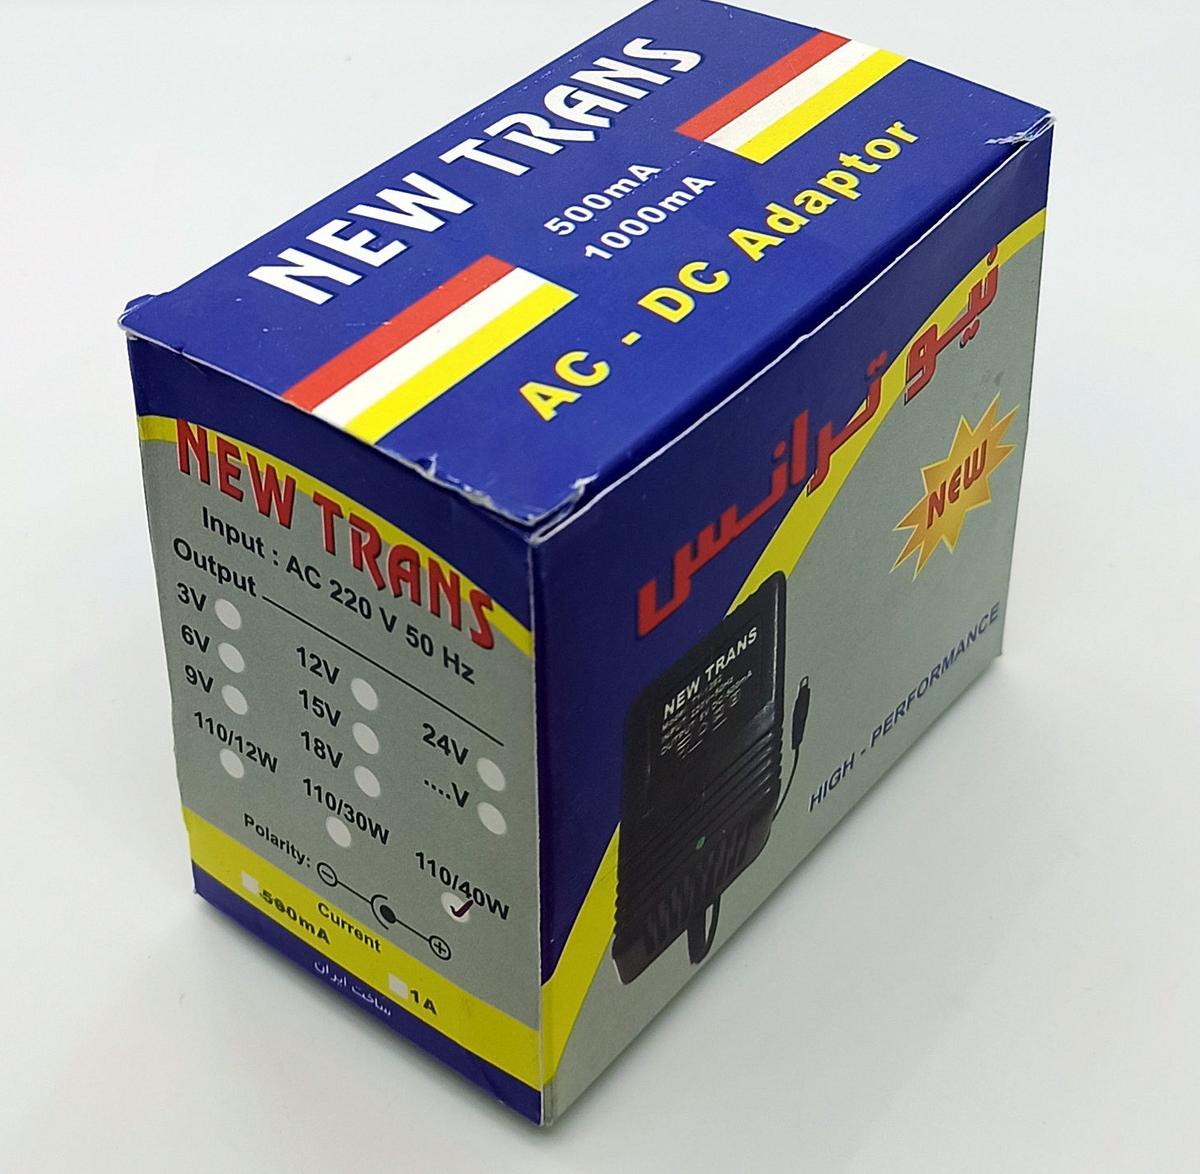 NEW TRANS
500mA
1000mA
AC - DC Adaptor
NEW TRANS
Input : AC 220 V 50 Hz
Output
3V
6V
9V
110/12W
12V
15V
18V
110/30W
24V
....V
110/40W
Polarity:
Current
500mA
1A
ساخت ایران
نیو ترانس
NEW
NEW TRANS
HIGH - PERFORMANCE